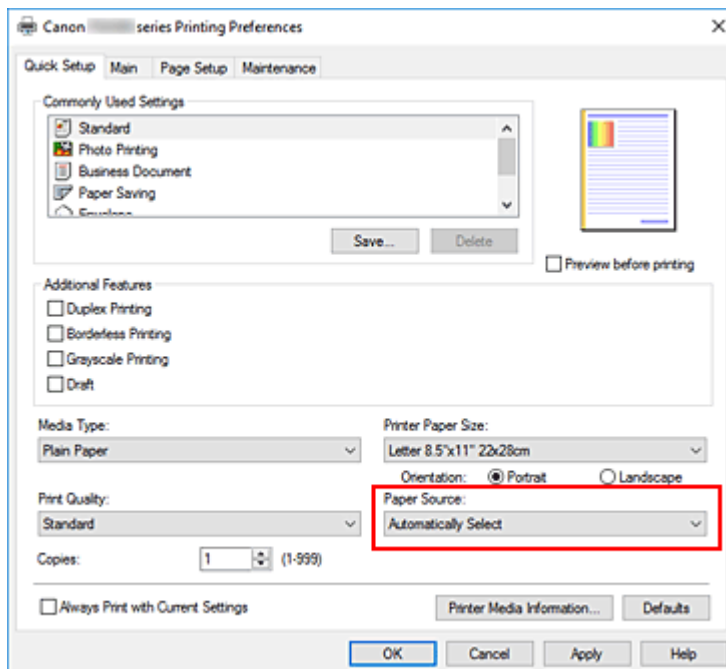 Canon series Printing Preferences
Quick Setup Main Page Setup Maintenance
Commonly Used Settings
Standard
Photo Printing
Business Document
Paper Saving
Envelope
Save... Delete
Preview before printing
Additional Features
Duplex Printing
Borderless Printing
Grayscale Printing
Draft
Media Type:
Plain Paper
Printer Paper Size:
Letter 8.5"x11" 22x28cm
Orientation: Portrait Landscape
Print Quality:
Standard
Paper Source:
Automatically Select
Copies: 1 (1-999)
Always Print with Current Settings
Printer Media Information... Defaults
OK Cancel Apply Help